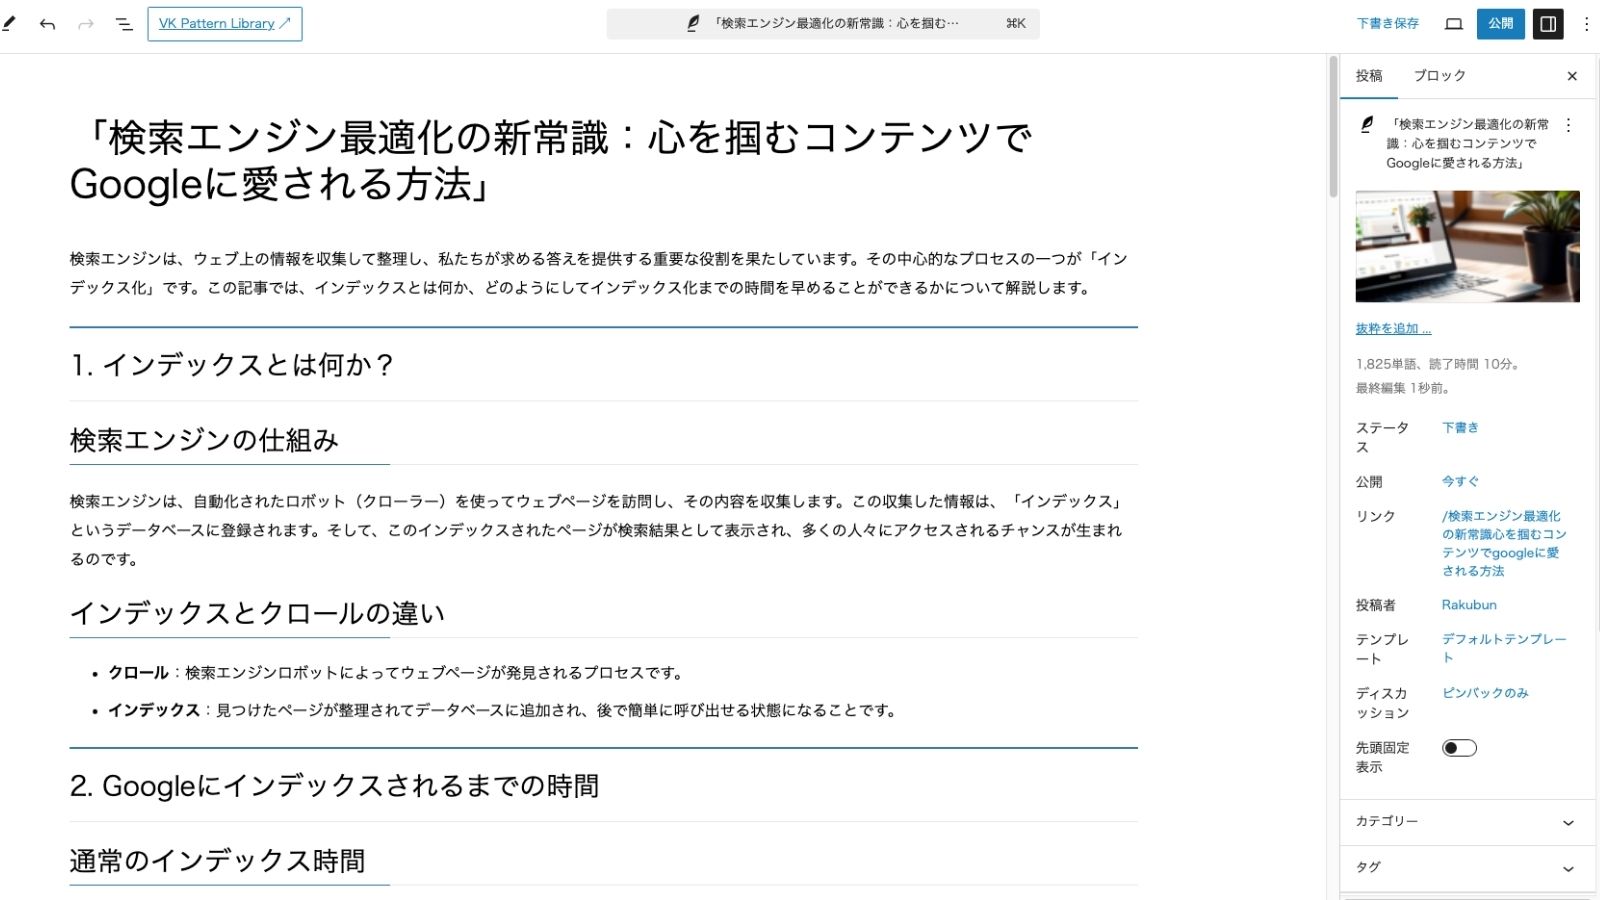 VK Pattern Library ↗
「検索エンジン最適化の新常識：心を掴む… ⌘K
下書き保存
公開
「検索エンジン最適化の新常識：心を掴むコンテンツで
Googleに愛される方法」
検索エンジンは、ウェブ上の情報を収集して整理し、私たちが求める答えを提供する重要な役割を果たしています。その中心的なプロセスの一つが「イン
デックス化」です。この記事では、インデックスとは何か、どのようにしてインデックス化までの時間を早めることができるかについて解説します。
1. インデックスとは何か？
検索エンジンの仕組み
検索エンジンは、自動化されたロボット（クローラー）を使ってウェブページを訪問し、その内容を収集します。この収集した情報は、「インデックス」
というデータベースに登録されます。そして、このインデックスされたページが検索結果として表示され、多くの人々にアクセスされるチャンスが生まれ
るのです。
インデックスとクロールの違い
• クロール：検索エンジンロボットによってウェブページが発見されるプロセスです。
• インデックス：見つけたページが整理されてデータベースに追加され、後で簡単に呼び出せる状態になることです。
2. Googleにインデックスされるまでの時間
通常のインデックス時間
投稿 ブロック
「検索エンジン最適化の新常
識：心を掴むコンテンツで
Googleに愛される方法」
抜粋を追加 ...
1,825単語、読了時間 10分。
最終編集 1秒前。
ステータ 下書き
ス
公開 今すぐ
リンク /検索エンジン最適化
の新常識心を掴むコン
テンツでgoogleに愛
される方法
投稿者 Rakubun
テンプレ デフォルトテンプレー
ート ト
ディスカ ピンバックのみ
ッション
先頭固定
表示
カテゴリー
タグ